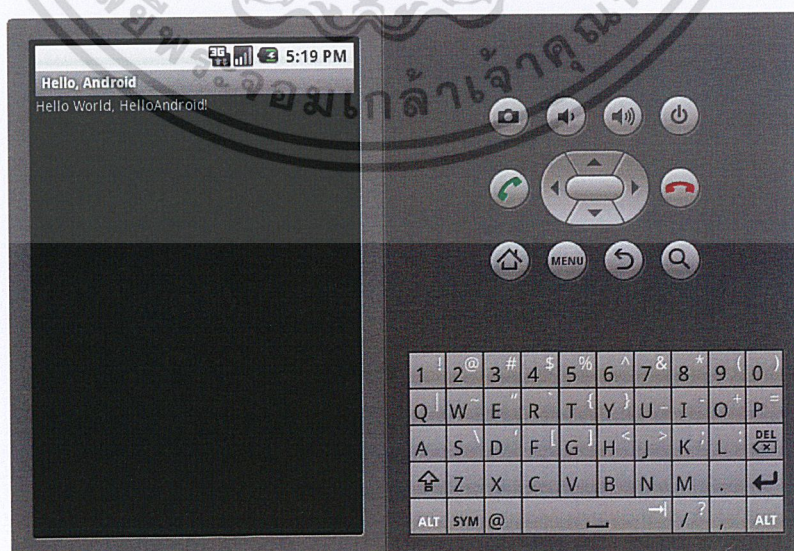 3G 5:19 PM
Hello, Android
Hello World, HelloAndroid!
MENU
1 ! 2 @ 3 # 4 $ 5 % 6 ^ 7 & 8 * 9 ( 0 )
Q | W ~ E " R ` T { Y } U _ I - O + P =
A S \ D ' F [ G ] H < J > K ; L : DEL
Z X C V B N M .
ALT SYM @ / ? , ALT
จอมเกล้าเจ้าคุณ